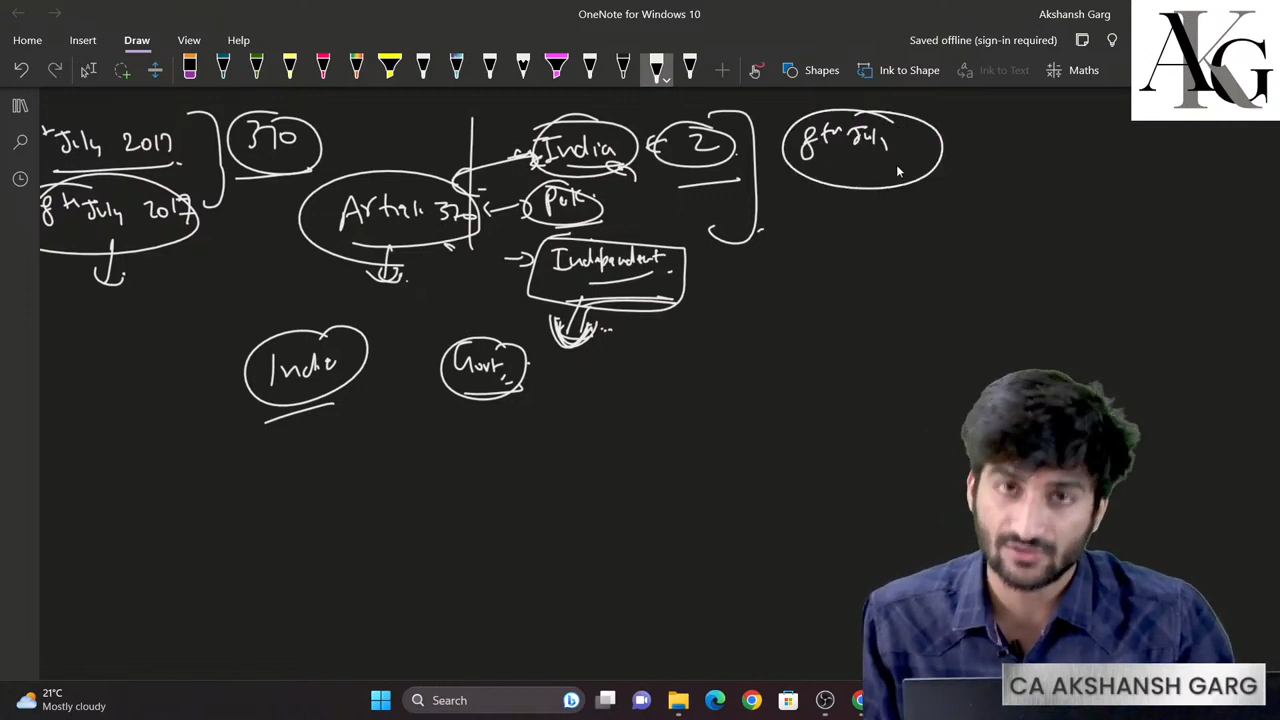 OneNote for Windows 10
Akshansh Garg
Home Insert Draw View Help
Saved offline (sign-in required)
Shapes
Ink to Shape
Ink to Text
Maths
AKG
July 2017
370
India
2
8th July
8th July 2017
Article 370
Pak
Independent
India
Govt.
CA AKSHANSH GARG
21°C
Mostly cloudy
Search